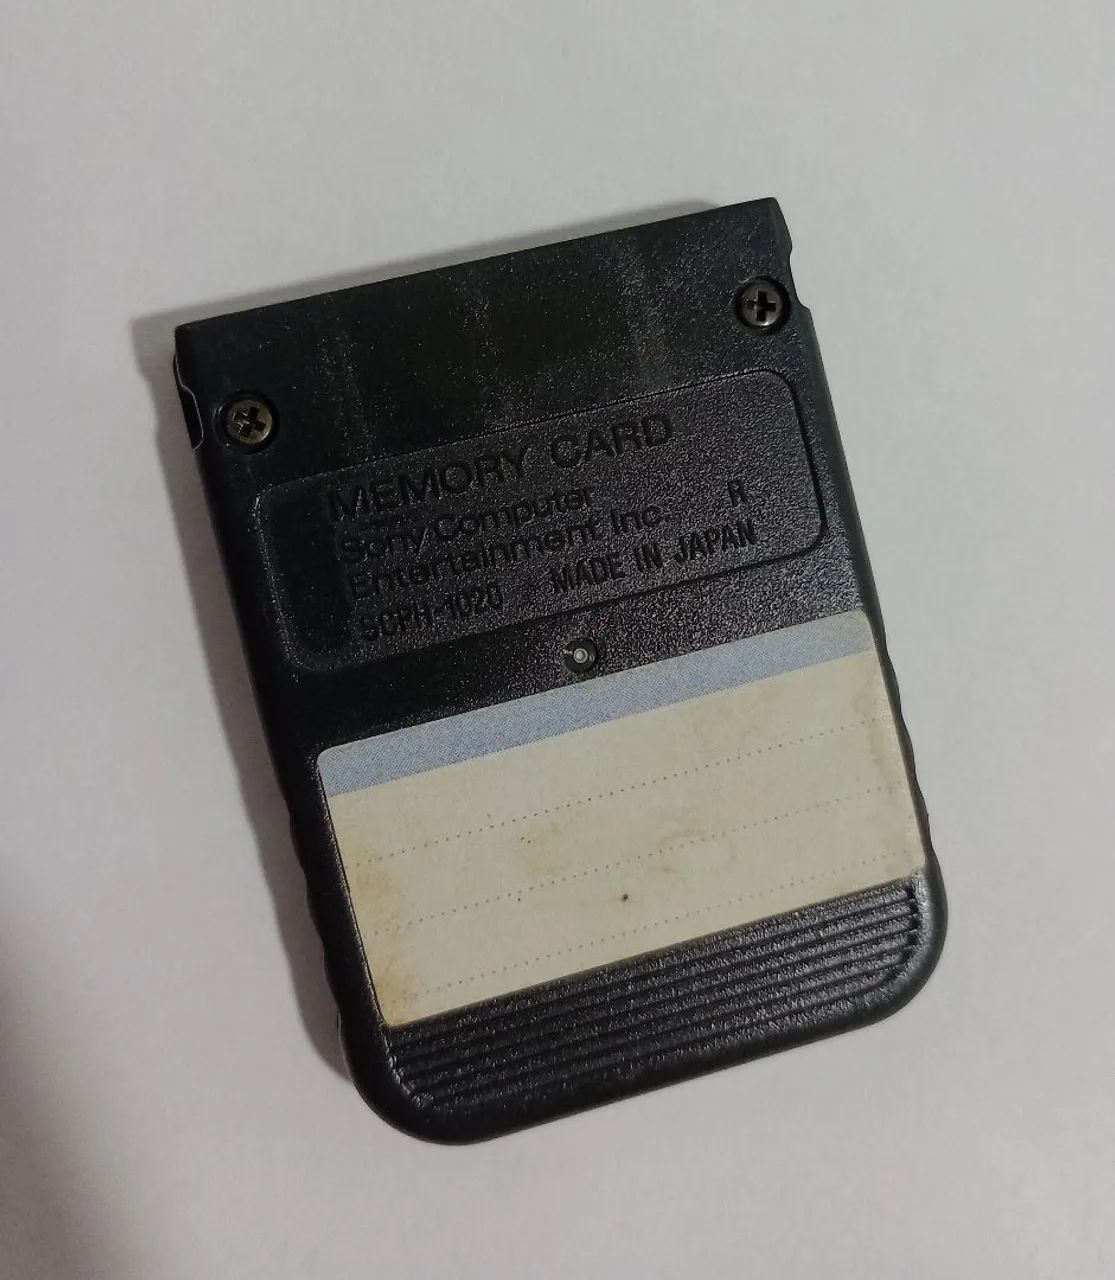 MEMORY CARD
Sony Computer
Entertainment Inc. R
SCPH-1020 MADE IN JAPAN